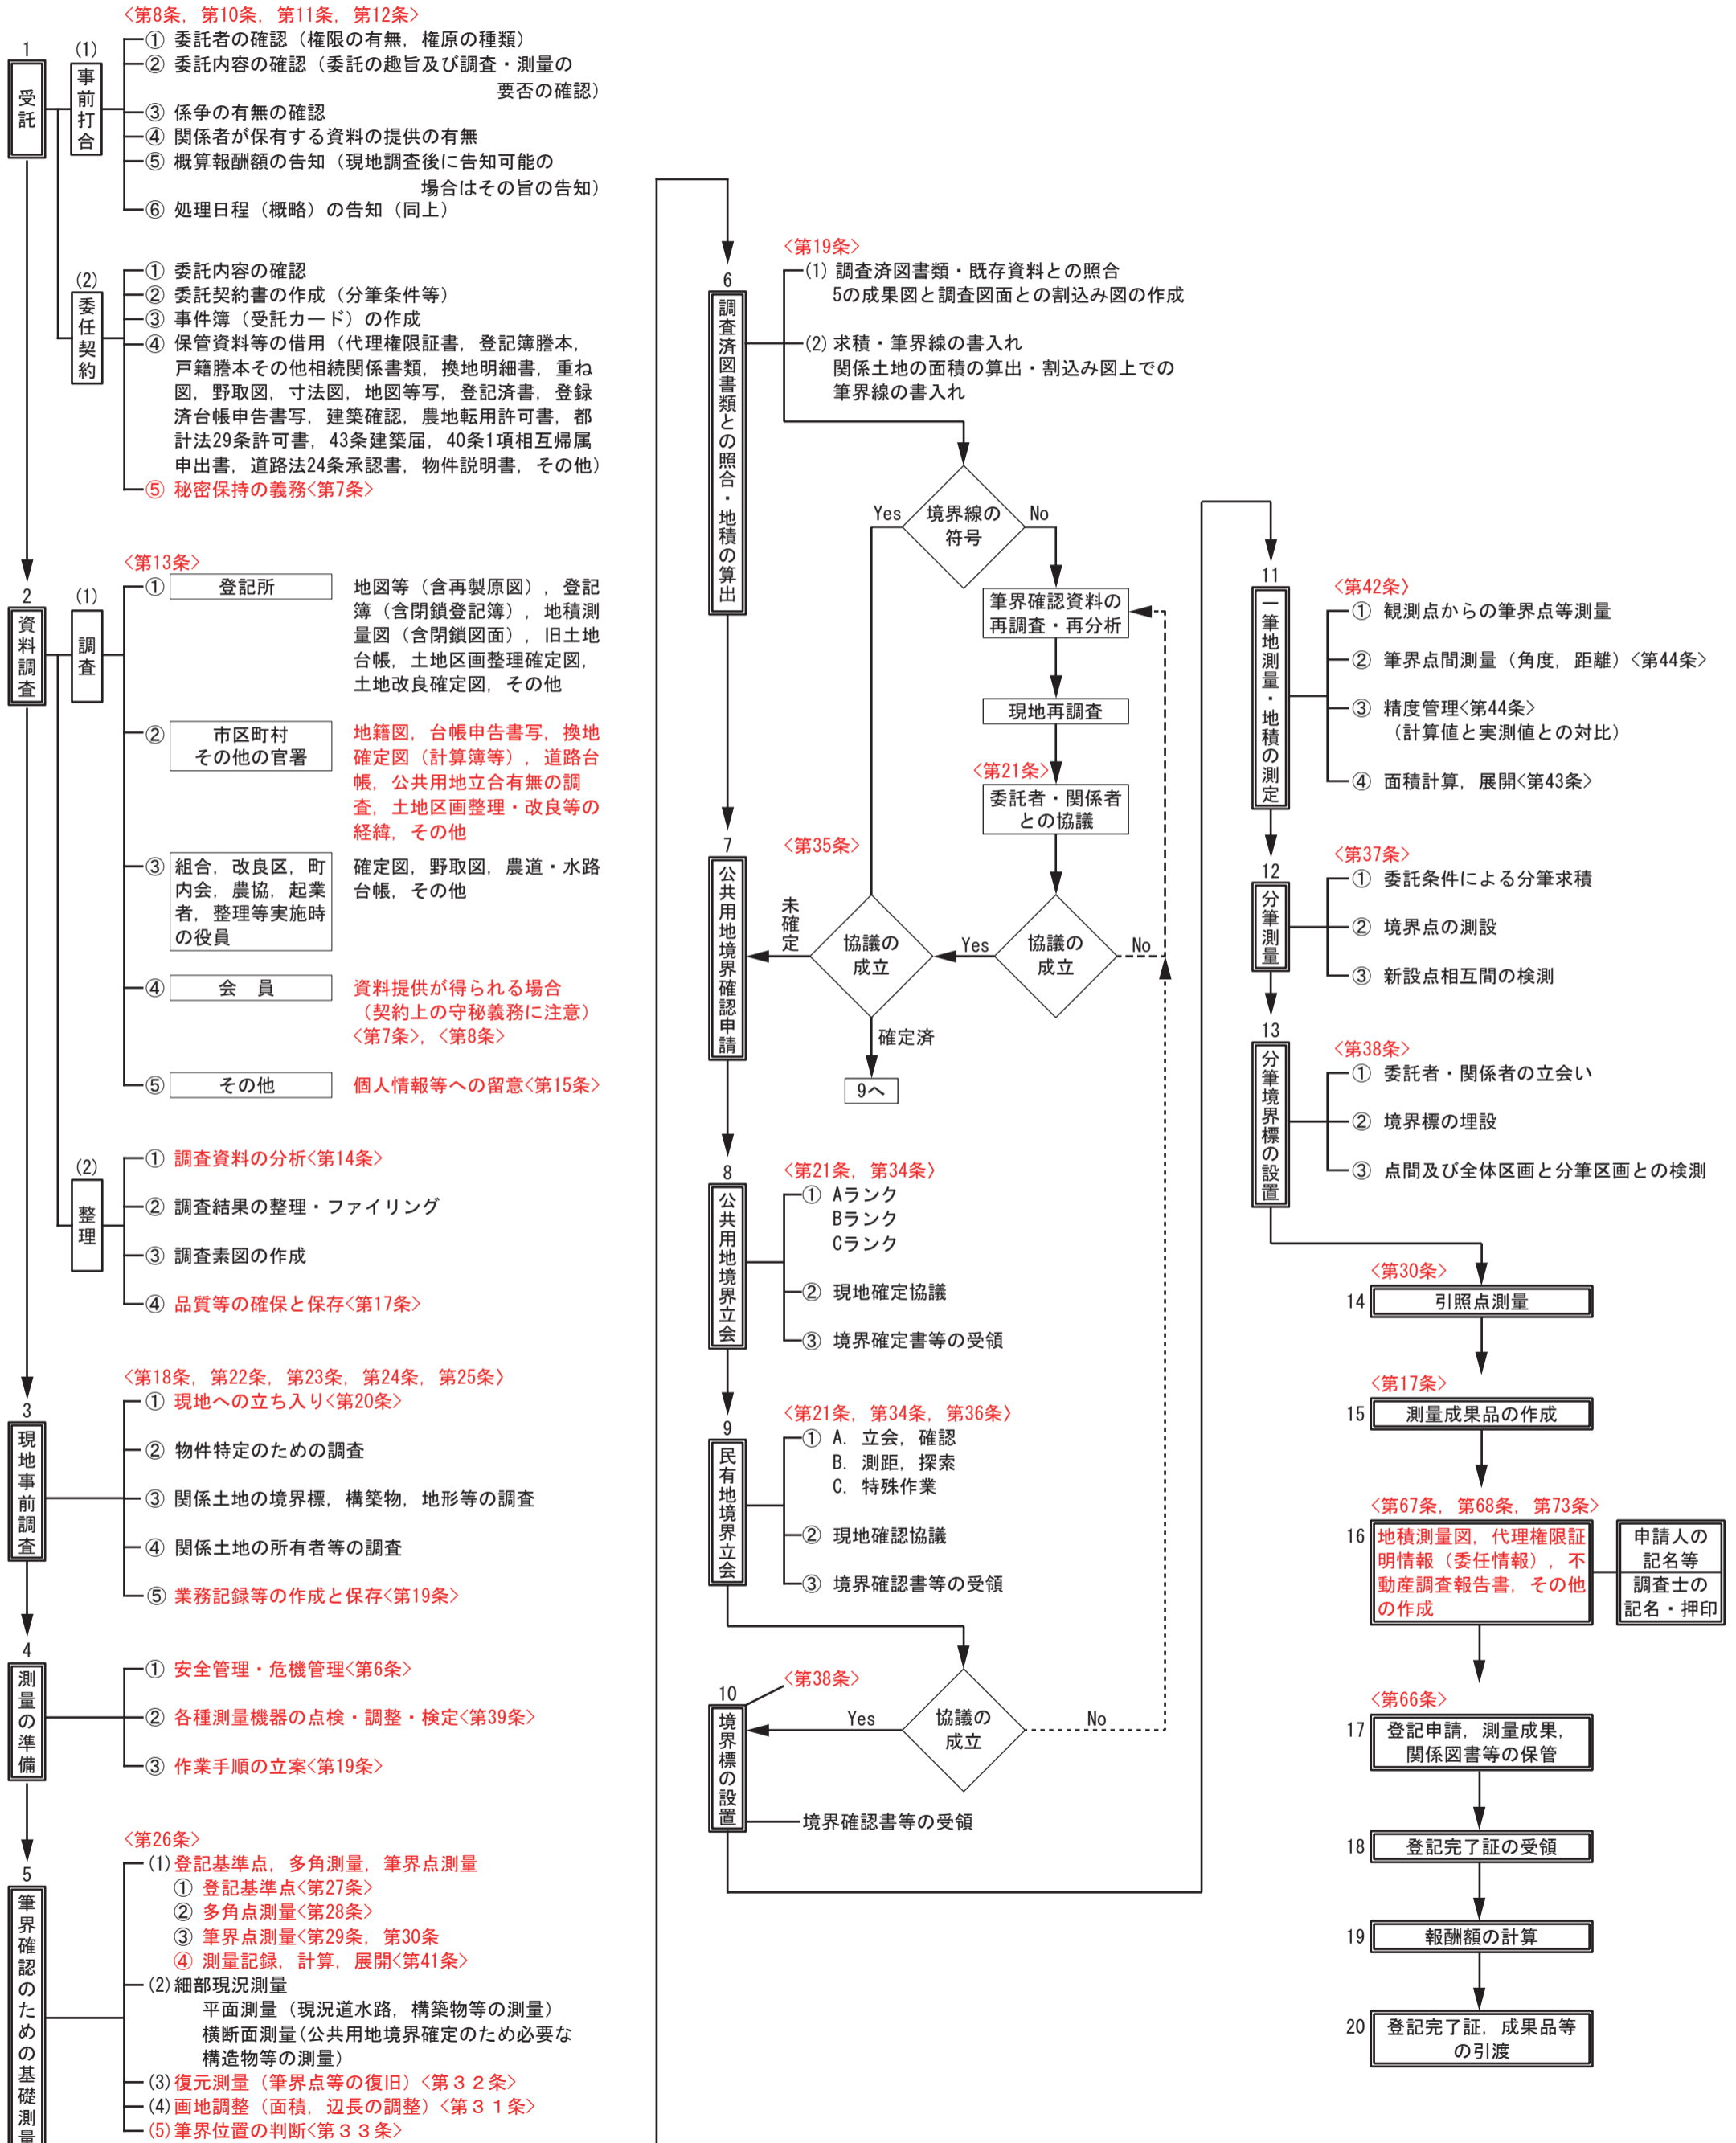 1
受託
(1)
事前打合
<第8条, 第10条, 第11条, 第12条>
① 委託者の確認（権限の有無, 権原の種類）
② 委託内容の確認（委託の趣旨及び調査・測量の
要否の確認）
③ 係争の有無の確認
④ 関係者が保有する資料の提供の有無
⑤ 概算報酬額の告知（現地調査後に告知可能の
場合はその旨の告知）
⑥ 処理日程（概略）の告知（同上）
(2)
委任契約
① 委託内容の確認
② 委託契約書の作成（分筆条件等）
③ 事件簿（受託カード）の作成
④ 保管資料等の借用（代理権限証書, 登記簿謄本,
戸籍謄本その他相続関係書類, 換地明細書, 重ね
図, 野取図, 寸法図, 地図等写, 登記済書, 登録
済台帳申告書写, 建築確認, 農地転用許可書, 都
計法29条許可書, 43条建築届, 40条1項相互帰属
申出書, 道路法24条承認書, 物件説明書, その他）
⑤ 秘密保持の義務<第7条>
2
資料調査
(1)
調査
<第13条>
① 登記所
地図等（含再製原図）, 登記
簿（含閉鎖登記簿）, 地積測
量図（含閉鎖図面）, 旧土地
台帳, 土地区画整理確定図,
土地改良確定図, その他
② 市区町村
その他の官署
地籍図, 台帳申告書写, 換地
確定図（計算簿等）, 道路台
帳, 公共用地立合有無の調
査, 土地区画整理・改良等の
経緯, その他
③ 組合, 改良区, 町
内会, 農協, 起業
者, 整理等実施時
の役員
確定図, 野取図, 農道・水路
台帳, その他
④ 会 員
資料提供が得られる場合
（契約上の守秘義務に注意）
<第7条>, <第8条>
⑤ その他
個人情報等への留意<第15条>
(2)
整理
① 調査資料の分析<第14条>
② 調査結果の整理・ファイリング
③ 調査素図の作成
④ 品質等の確保と保存<第17条>
3
現地事前調査
<第18条, 第22条, 第23条, 第24条, 第25条>
① 現地への立ち入り<第20条>
② 物件特定のための調査
③ 関係土地の境界標, 構築物, 地形等の調査
④ 関係土地の所有者等の調査
⑤ 業務記録等の作成と保存<第19条>
4
測量の準備
① 安全管理・危機管理<第6条>
② 各種測量機器の点検・調整・検定<第39条>
③ 作業手順の立案<第19条>
5
筆界確認のための基礎測量
<第26条>
(1)登記基準点, 多角測量, 筆界点測量
① 登記基準点<第27条>
② 多角点測量<第28条>
③ 筆界点測量<第29条, 第30条
④ 測量記録, 計算, 展開<第41条>
(2)細部現況測量
平面測量（現況道水路, 構築物等の測量）
横断面測量（公共用地境界確定のため必要な
構造物等の測量）
(3)復元測量（筆界点等の復旧）<第３２条>
(4)画地調整（面積, 辺長の調整）<第３１条>
(5)筆界位置の判断<第３３条>
6
調査済図書類との照合・地積の算出
<第19条>
(1) 調査済図書類・既存資料との照合
5の成果図と調査図面との割込み図の作成
(2) 求積・筆界線の書入れ
関係土地の面積の算出・割込み図上での
筆界線の書入れ
境界線の
符号
Yes
No
筆界確認資料の
再調査・再分析
現地再調査
<第21条>
委託者・関係者
との協議
協議の
成立
Yes
No
協議の
成立
未確定
確定済
9へ
7
公共用地境界確認申請
<第35条>
8
公共用地境界立会
<第21条, 第34条>
① Aランク
Bランク
Cランク
② 現地確定協議
③ 境界確定書等の受領
9
民有地境界立会
<第21条, 第34条, 第36条>
① A. 立会, 確認
B. 測距, 探索
C. 特殊作業
② 現地確認協議
③ 境界確認書等の受領
協議の
成立
Yes
No
10
境界標の設置
<第38条>
境界確認書等の受領
11
一筆地測量・地積の測定
<第42条>
① 観測点からの筆界点等測量
② 筆界点間測量（角度, 距離）<第44条>
③ 精度管理<第44条>
（計算値と実測値との対比）
④ 面積計算, 展開<第43条>
12
分筆測量
<第37条>
① 委託条件による分筆求積
② 境界点の測設
③ 新設点相互間の検測
13
分筆境界標の設置
<第38条>
① 委託者・関係者の立会い
② 境界標の埋設
③ 点間及び全体区画と分筆区画との検測
<第30条>
14 引照点測量
<第17条>
15 測量成果品の作成
<第67条, 第68条, 第73条>
16 地積測量図, 代理権限証
明情報（委任情報）, 不
動産調査報告書, その他
の作成
申請人の
記名等
調査士の
記名・押印
<第66条>
17 登記申請, 測量成果,
関係図書等の保管
18 登記完了証の受領
19 報酬額の計算
20 登記完了証, 成果品等
の引渡